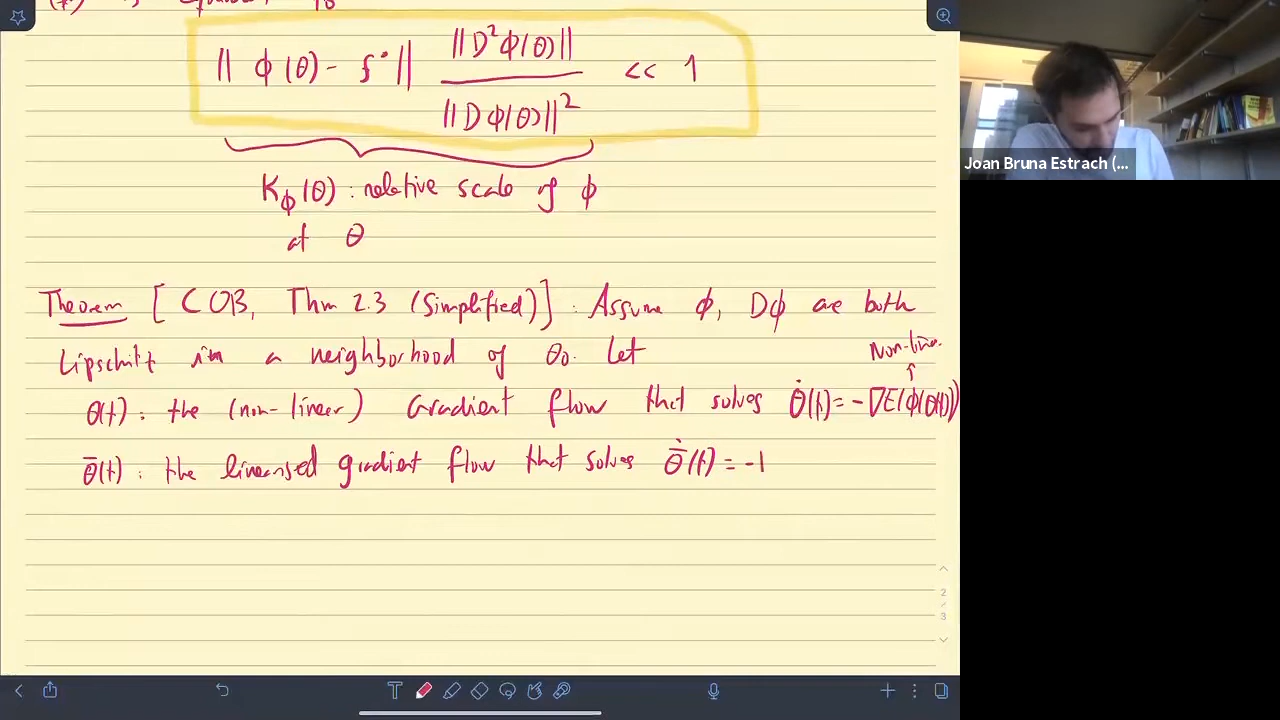 ‖ ϕ(θ) - f* ‖ ‖D²ϕ(θ)‖ / ‖Dϕ(θ)‖² << 1
K_ϕ(θ) : relative scale of ϕ
at θ
Theorem [COB, Thm 2.3 (Simplified)] : Assume ϕ, Dϕ are both
Lipschitz in a neighborhood of θ₀. Let
Non-linear
↑
θ(t) : the (non-linear) Gradient flow that solves θ̇(t) = -∇E(ϕ(θ(t)))
θ̄(t) : the linearised gradient flow that solves θ̄̇(t) = -1
Joan Bruna Estrach (...
2
/
3
T